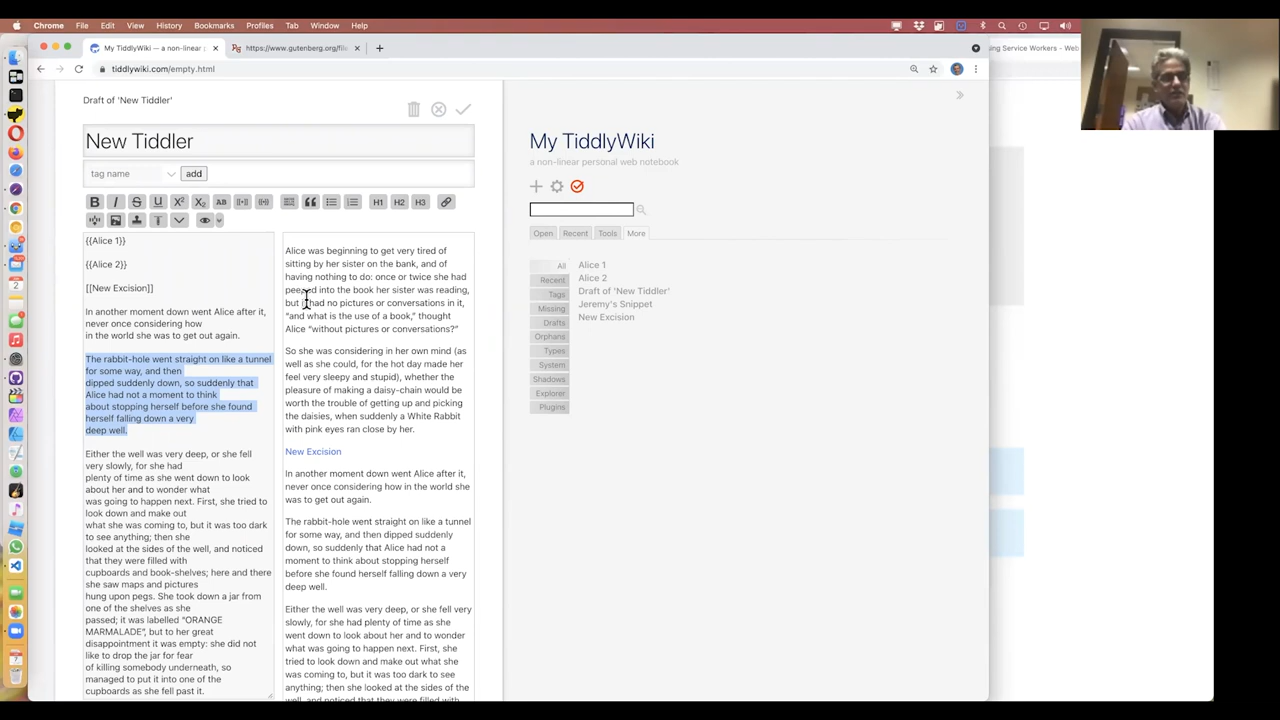 Chrome File Edit View History Bookmarks Profiles Tab Window Help
My TiddlyWiki — a non-linear
https://www.gutenberg.org/file
ng Service Workers - Web
tiddlywiki.com/empty.html
Draft of 'New Tiddler'
New Tiddler
tag name
add
B I S U X² X₂ AB H1 H2 H3
{{Alice 1}}
{{Alice 2}}
[[New Excision]]
In another moment down went Alice after it,
never once considering how
in the world she was to get out again.
The rabbit-hole went straight on like a tunnel
for some way, and then
dipped suddenly down, so suddenly that
Alice had not a moment to think
about stopping herself before she found
herself falling down a very
deep well.
Either the well was very deep, or she fell
very slowly, for she had
plenty of time as she went down to look
about her and to wonder what
was going to happen next. First, she tried to
look down and make out
what she was coming to, but it was too dark
to see anything; then she
looked at the sides of the well, and noticed
that they were filled with
cupboards and book-shelves; here and there
she saw maps and pictures
hung upon pegs. She took down a jar from
one of the shelves as she
passed; it was labelled “ORANGE
MARMALADE”, but to her great
disappointment it was empty: she did not
like to drop the jar for fear
of killing somebody underneath, so
managed to put it into one of the
cupboards as she fell past it.
Alice was beginning to get very tired of
sitting by her sister on the bank, and of
having nothing to do: once or twice she had
peeped into the book her sister was reading,
but it had no pictures or conversations in it,
“and what is the use of a book,” thought
Alice “without pictures or conversations?”
So she was considering in her own mind (as
well as she could, for the hot day made her
feel very sleepy and stupid), whether the
pleasure of making a daisy-chain would be
worth the trouble of getting up and picking
the daisies, when suddenly a White Rabbit
with pink eyes ran close by her.
New Excision
In another moment down went Alice after it,
never once considering how in the world she
was to get out again.
The rabbit-hole went straight on like a tunnel
for some way, and then dipped suddenly
down, so suddenly that Alice had not a
moment to think about stopping herself
before she found herself falling down a very
deep well.
Either the well was very deep, or she fell very
slowly, for she had plenty of time as she
went down to look about her and to wonder
what was going to happen next. First, she
tried to look down and make out what she
was coming to, but it was too dark to see
anything; then she looked at the sides of the
well, and noticed that they were filled with
My TiddlyWiki
a non-linear personal web notebook
Open Recent Tools More
All
Recent
Tags
Missing
Drafts
Orphans
Types
System
Shadows
Explorer
Plugins
Alice 1
Alice 2
Draft of 'New Tiddler'
Jeremy's Snippet
New Excision